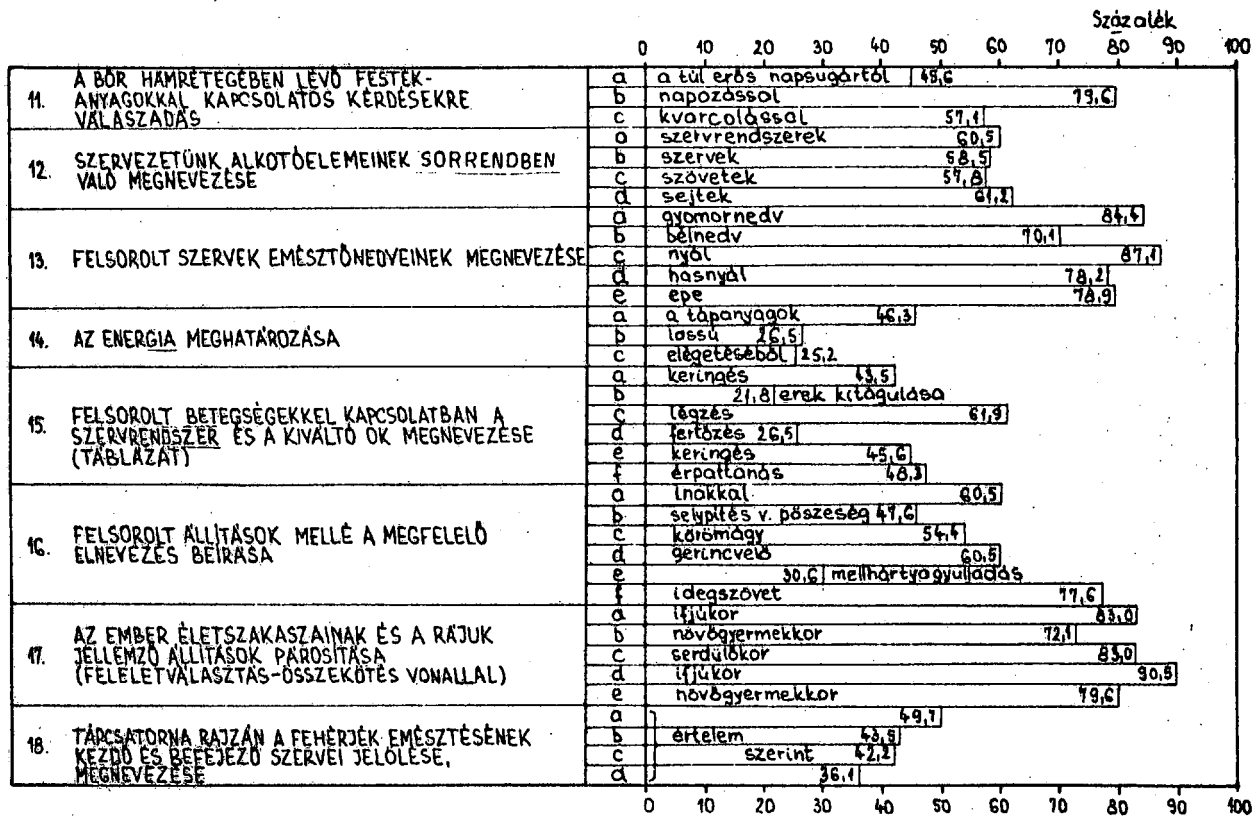 Százalék
0 10 20 30 40 50 60 70 80 90 100
11. A BŐR HÁMRÉTEGÉBEN LÉVŐ FESTÉK-
ANYAGOKKAL KAPCSOLATOS KÉRDÉSEKRE
VÁLASZADÁS
a a túl erős napsugártól 45,6
b napozással 79,6
c kvarcolással 57,1
12. SZERVEZETÜNK ALKOTÓELEMEINEK SORRENDBEN
VALÓ MEGNEVEZÉSE
a szervrendszerek 60,5
b szervek 58,5
c szövetek 57,8
d sejtek 61,2
13. FELSOROLT SZERVEK EMÉSZTŐNEDVEINEK MEGNEVEZÉSE
a gyomornedv 84,4
b bélnedv 70,1
c nyál 87,1
d hasnyál 78,2
e epe 78,9
14. AZ ENERGIA MEGHATÁROZÁSA
a a tápanyagok 46,3
b lassú 26,5
c elégetéséből 25,2
15. FELSOROLT BETEGSÉGEKKEL KAPCSOLATBAN A
SZERVRENDSZER ÉS A KIVÁLTÓ OK MEGNEVEZÉSE
(TÁBLÁZAT)
a keringés 43,5
b 21,8 erek kitágulása
c légzés 61,9
d fertőzés 26,5
e keringés 45,6
f érpattanás 48,3
16. FELSOROLT ÁLLÍTÁSOK MELLÉ A MEGFELELŐ
ELNEVEZÉS BEÍRÁSA
a ínakkal 60,5
b selypítés v. pöszeség 47,6
c körömágy 54,4
d gerincvelő 60,5
e 30,6 mellhártyagyulladás
f idegszövet 77,6
17. AZ EMBER ÉLETSZAKASZAINAK ÉS A RÁJUK
JELLEMZŐ ÁLLÍTÁSOK PÁROSÍTÁSA
(FELELETVÁLASZTÁS-ÖSSZEKÖTÉS VONALLAL)
a ifjúkor 83,0
b növőgyermekkor 72,1
c serdülőkor 83,0
d ifjúkor 90,5
e növőgyermekkor 79,6
18. TÁPCSATORNA RAJZÁN A FEHÉRJÉK EMÉSZTÉSÉNEK
KEZDŐ ÉS BEFEJEZŐ SZERVEI JELÖLÉSE,
MEGNEVEZÉSE
a 49,7
b értelem 43,5
c szerint 42,2
d 36,1
0 10 20 30 40 50 60 70 80 90 100